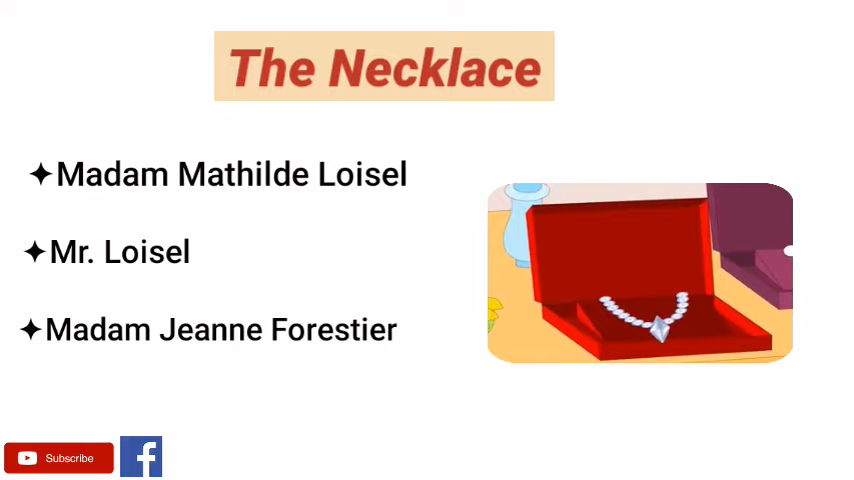 The Necklace
✦Madam Mathilde Loisel
✦Mr. Loisel
✦Madam Jeanne Forestier
Subscribe